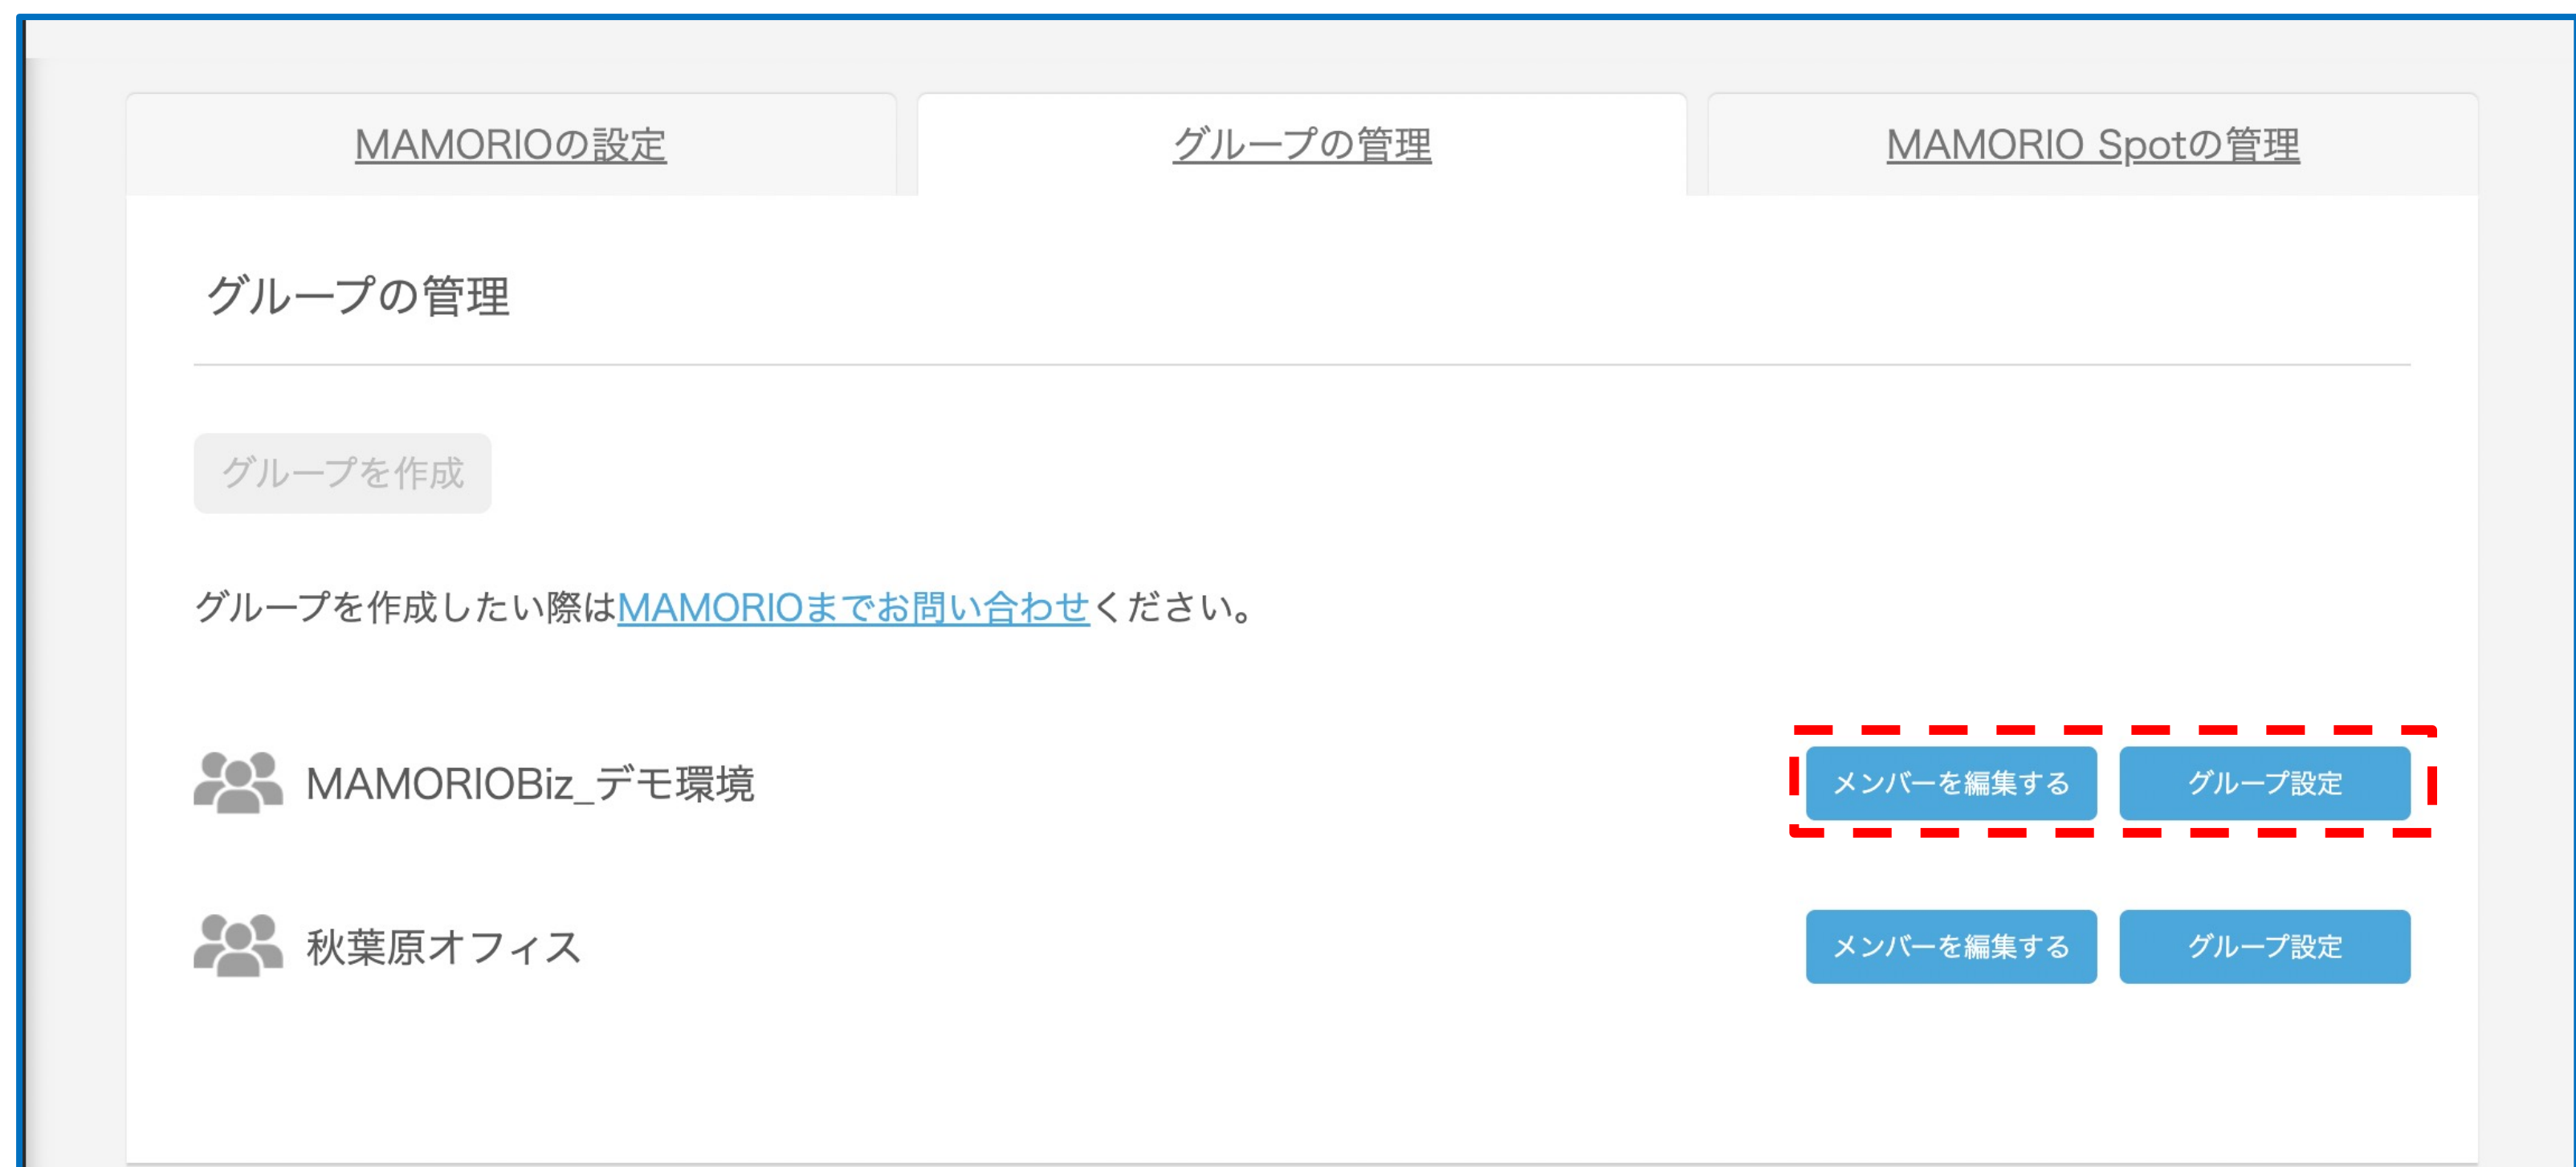 MAMORIOの設定
グループの管理
MAMORIO Spotの管理
グループの管理
グループを作成
グループを作成したい際はMAMORIOまでお問い合わせください。
MAMORIOBiz_デモ環境
メンバーを編集する
グループ設定
秋葉原オフィス
メンバーを編集する
グループ設定